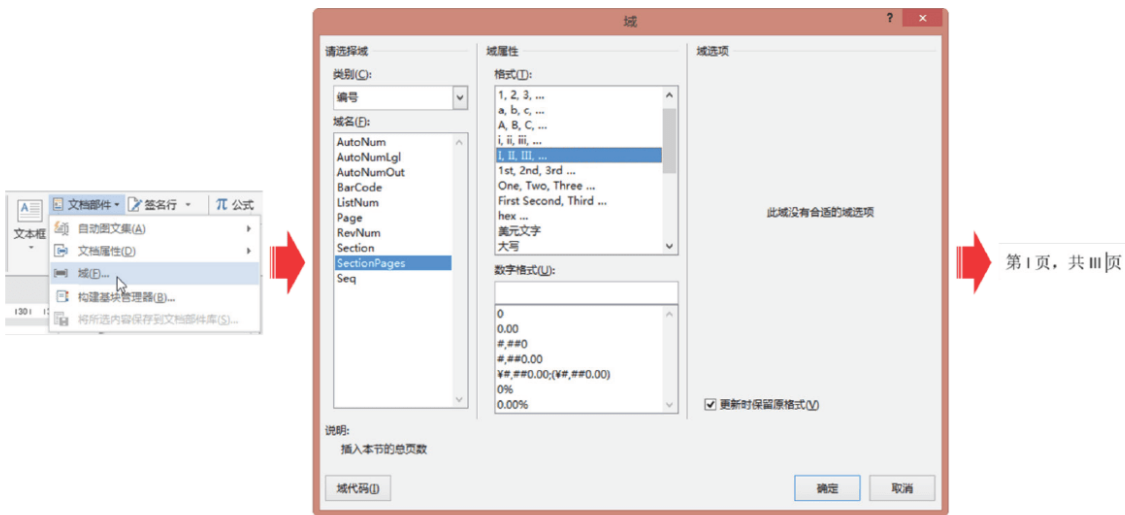 文本框
文档部件
签名行
π 公式
自动图文集(A)
文档属性(D)
域(F)...
构建基块管理器(B)...
将所选内容保存到文档部件库(S)...
|30|
域
? ×
请选择域
类别(C):
编号
域名(F):
AutoNum
AutoNumLgl
AutoNumOut
BarCode
ListNum
Page
RevNum
Section
SectionPages
Seq
域属性
格式(T):
1, 2, 3, ...
a, b, c, ...
A, B, C, ...
i, ii, iii, ...
I, II, III, ...
1st, 2nd, 3rd ...
One, Two, Three ...
First Second, Third ...
hex ...
美元文字
大写
数字格式(U):
0
0.00
#,##0
#,##0.00
¥#,##0.00;(¥#,##0.00)
0%
0.00%
域选项
此域没有合适的域选项
更新时保留原格式(V)
说明:
插入本节的总页数
域代码(I)
确定
取消
第 I 页，共 III 页